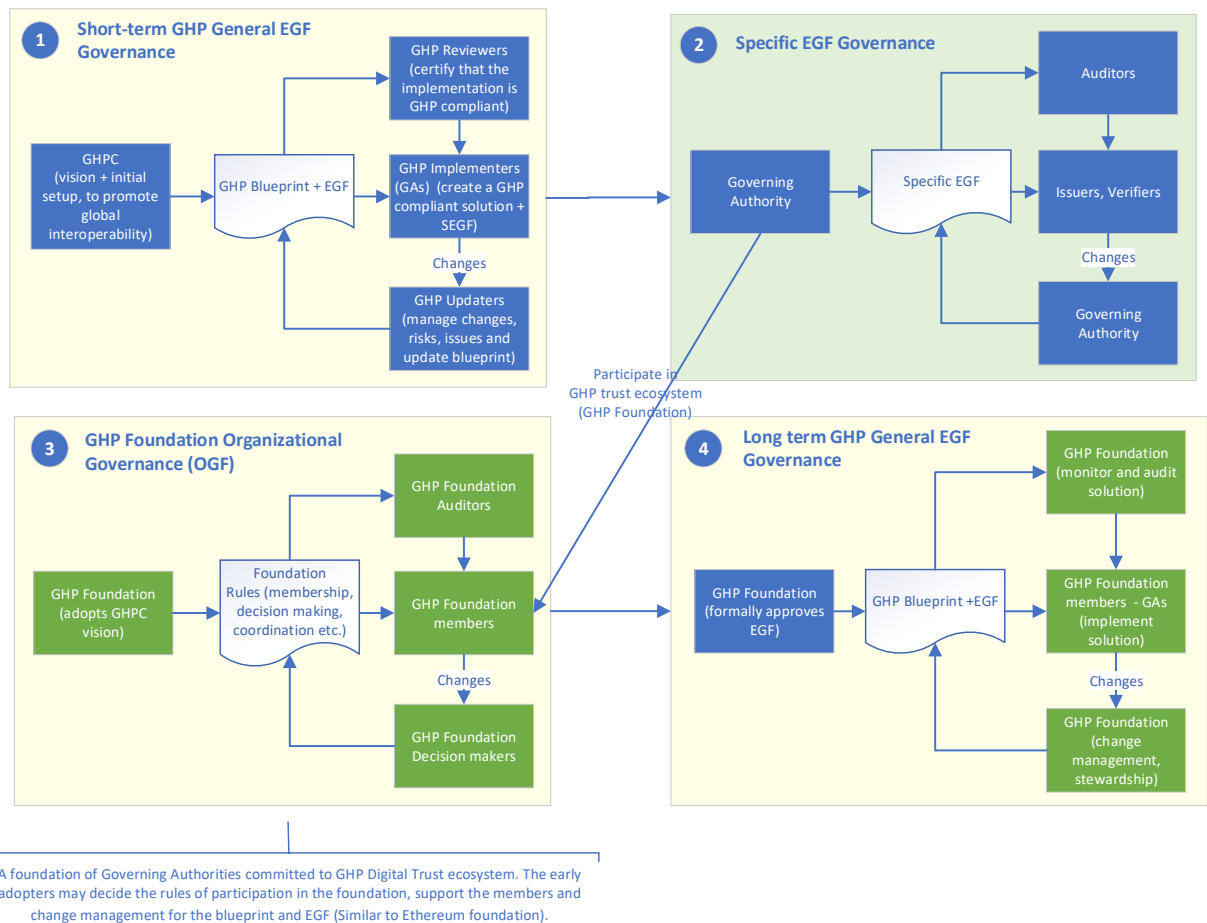 1
Short-term GHP General EGF
Governance
GHP Reviewers
(certify that the
implementation is
GHP compliant)
GHPC
(vision + initial
setup, to promote
global
interoperability)
GHP Blueprint + EGF
GHP Implementers
(GAs) (create a GHP
compliant solution +
SEGF)
Changes
GHP Updaters
(manage changes,
risks, issues and
update blueprint)
2
Specific EGF Governance
Auditors
Governing
Authority
Specific EGF
Issuers, Verifiers
Changes
Governing
Authority
Participate in
GHP trust ecosystem
(GHP Foundation)
3
GHP Foundation Organizational
Governance (OGF)
GHP Foundation
Auditors
GHP Foundation
(adopts GHPC
vision)
Foundation
Rules (membership,
decision making,
coordination etc.)
GHP Foundation
members
Changes
GHP Foundation
Decision makers
4
Long term GHP General EGF
Governance
GHP Foundation
(monitor and audit
solution)
GHP Foundation
(formally approves
EGF)
GHP Blueprint +EGF
GHP Foundation
members - GAs
(implement
solution)
Changes
GHP Foundation
(change
management,
stewardship)
A foundation of Governing Authorities committed to GHP Digital Trust ecosystem. The early
adopters may decide the rules of participation in the foundation, support the members and
change management for the blueprint and EGF (Similar to Ethereum foundation).